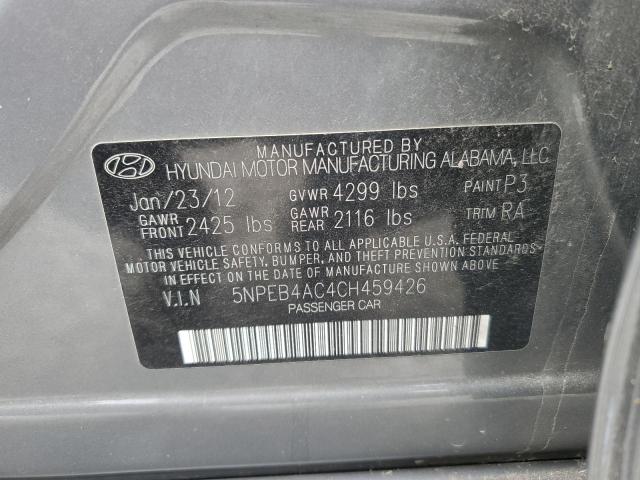 MANUFACTURED BY
HYUNDAI MOTOR MANUFACTURING ALABAMA, LLC
Jan/23/12 GVWR 4299 lbs PAINT P3
GAWR FRONT 2425 lbs GAWR REAR 2116 lbs TRIM RA
THIS VEHICLE CONFORMS TO ALL APPLICABLE U.S.A. FEDERAL
MOTOR VEHICLE SAFETY, BUMPER, AND THEFT PREVENTION STANDARDS
IN EFFECT ON THE DATE OF MANUFACTURE SHOWN ABOVE.
V.I.N 5NPEB4AC4CH459426
PASSENGER CAR